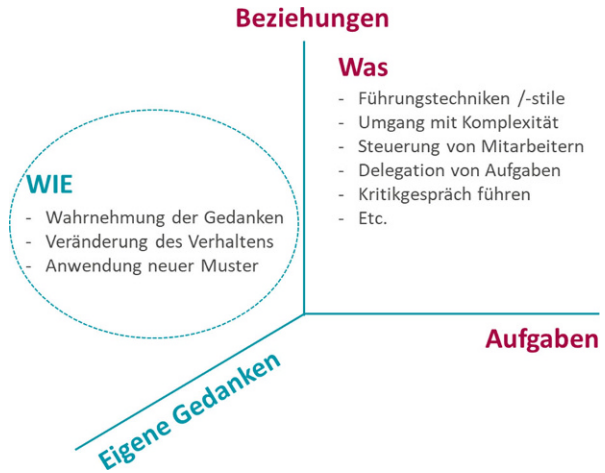 Beziehungen
Was
- Führungstechniken /-stile
- Umgang mit Komplexität
- Steuerung von Mitarbeitern
- Delegation von Aufgaben
- Kritikgespräch führen
- Etc.
WIE
- Wahrnehmung der Gedanken
- Veränderung des Verhaltens
- Anwendung neuer Muster
Aufgaben
Eigene Gedanken